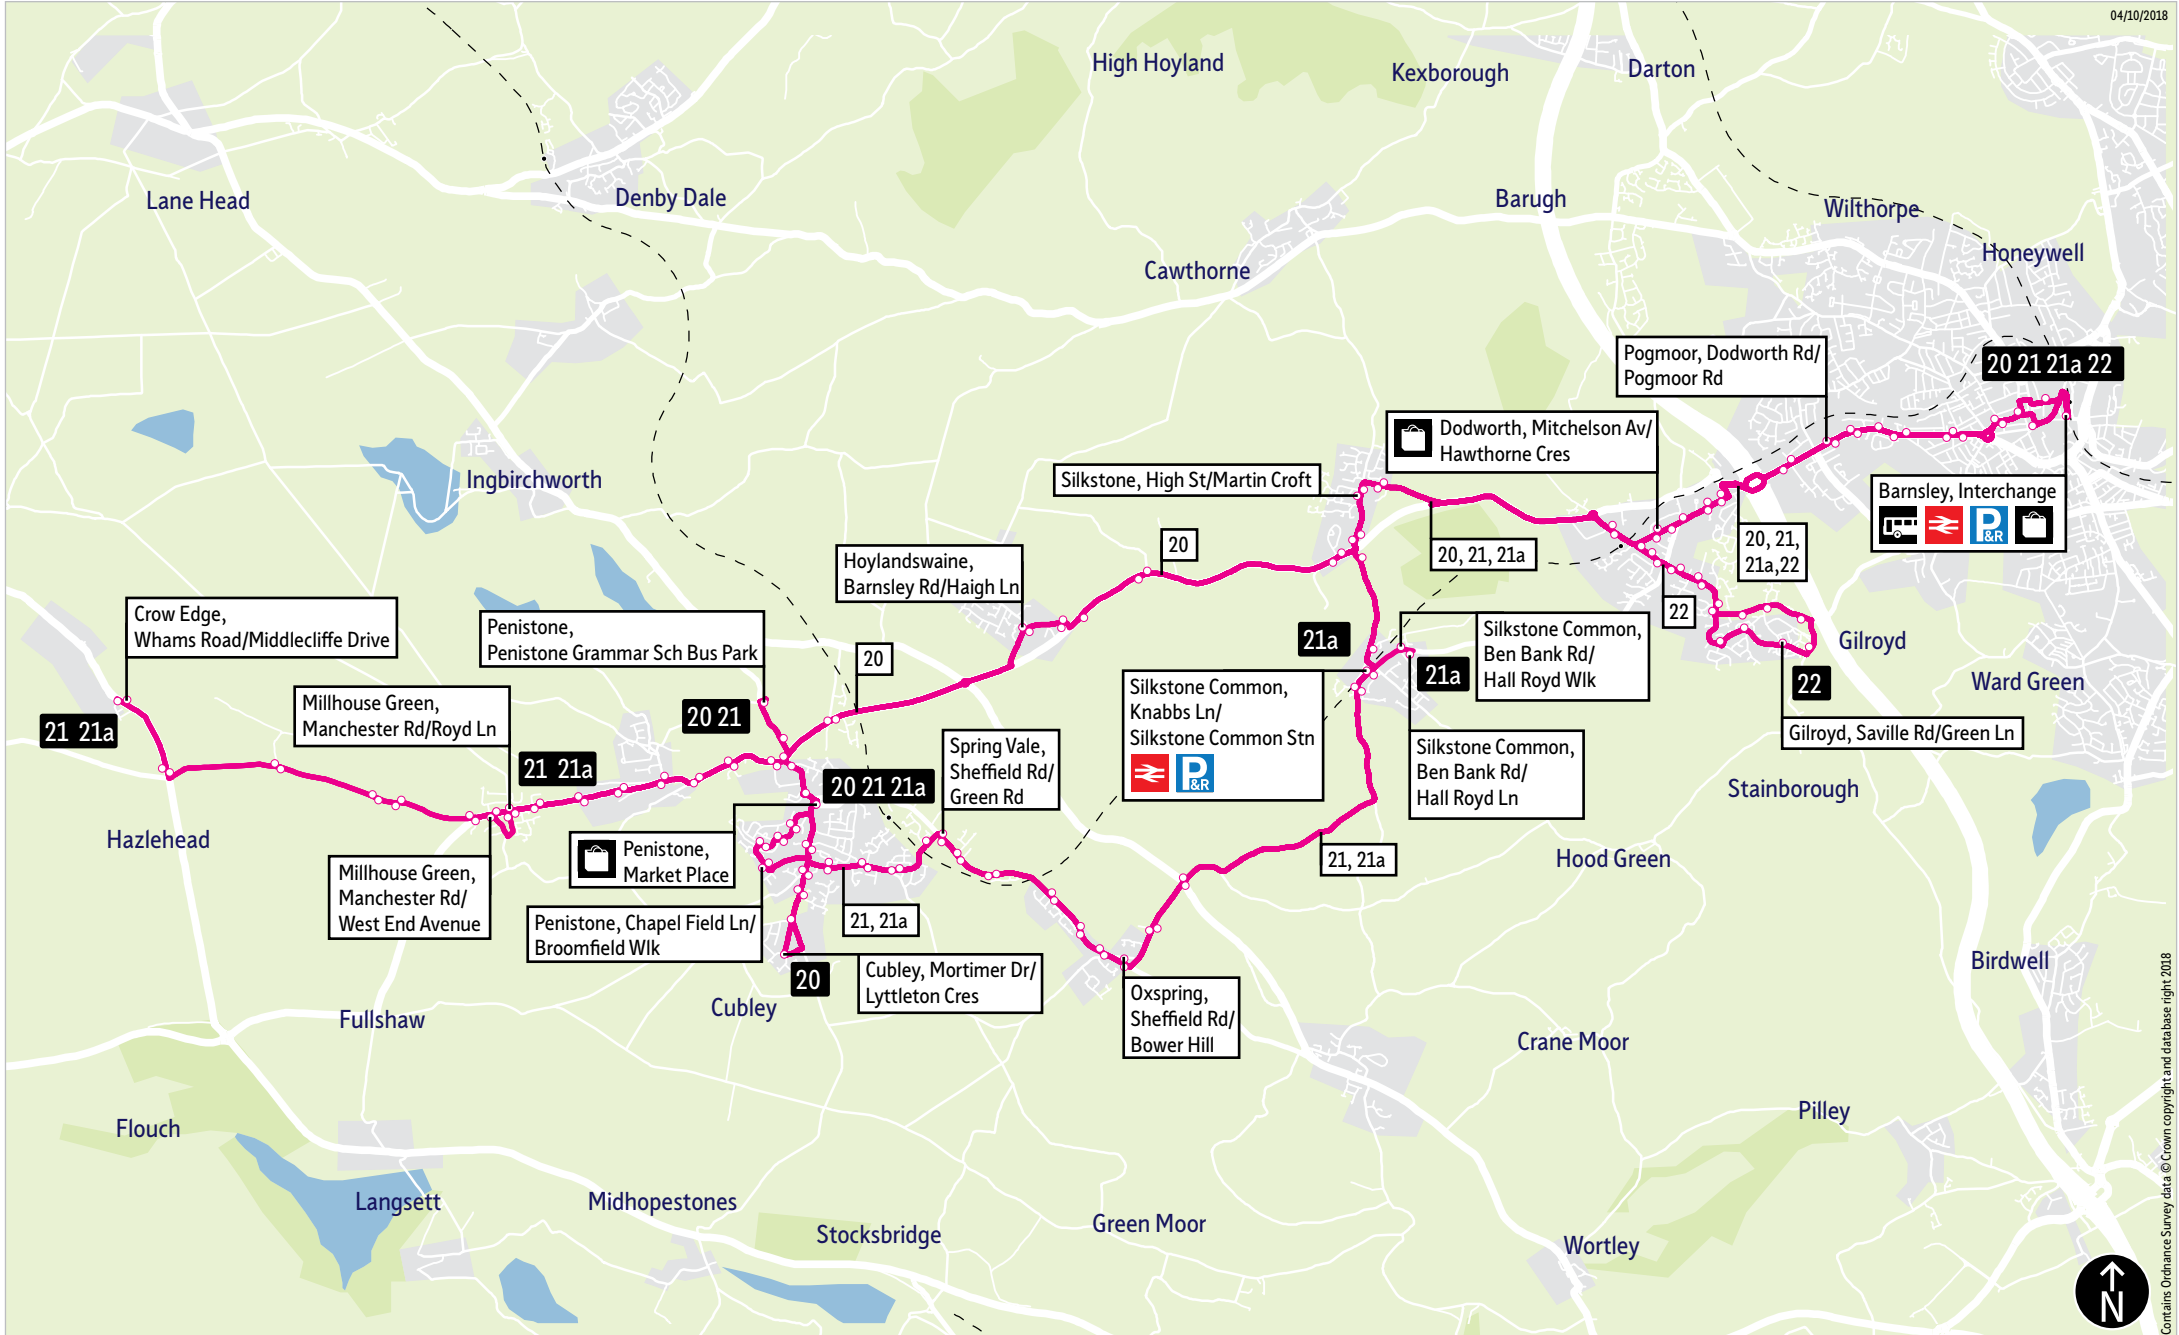 04/10/2018
High Hoyland
Kexborough
Darton
Lane Head
Denby Dale
Barugh
Wilthorpe
Honeywell
Cawthorne
Pogmoor, Dodworth Rd/
Pogmoor Rd
20 21 21a 22
Dodworth, Mitchelson Av/
Hawthorne Cres
Ingbirchworth
Silkstone, High St/Martin Croft
Barnsley, Interchange
P
&R
20, 21,
21a,22
20
20, 21, 21a
Hoylandswaine,
Barnsley Rd/Haigh Ln
Crow Edge,
Whams Road/Middlecliffe Drive
Penistone,
Penistone Grammar Sch Bus Park
20
22
21a
Silkstone Common,
Ben Bank Rd/
Hall Royd Wlk
Gilroyd
21a
22
Ward Green
Millhouse Green,
Manchester Rd/Royd Ln
Silkstone Common,
Knabbs Ln/
Silkstone Common Stn
P
&R
21 21a
20 21
Gilroyd, Saville Rd/Green Ln
Spring Vale,
Sheffield Rd/
Green Rd
Silkstone Common,
Ben Bank Rd/
Hall Royd Ln
21 21a
20 21 21a
Stainborough
Hazlehead
Penistone,
Market Place
21, 21a
Hood Green
Millhouse Green,
Manchester Rd/
West End Avenue
Penistone, Chapel Field Ln/
Broomfield Wlk
21, 21a
20
Cubley, Mortimer Dr/
Lyttleton Cres
Birdwell
Cubley
Oxspring,
Sheffield Rd/
Bower Hill
Fullshaw
Crane Moor
Flouch
Pilley
Langsett
Midhopestones
Stocksbridge
Green Moor
Wortley
N
Contains Ordnance Survey data © Crown copyright and database right 2018